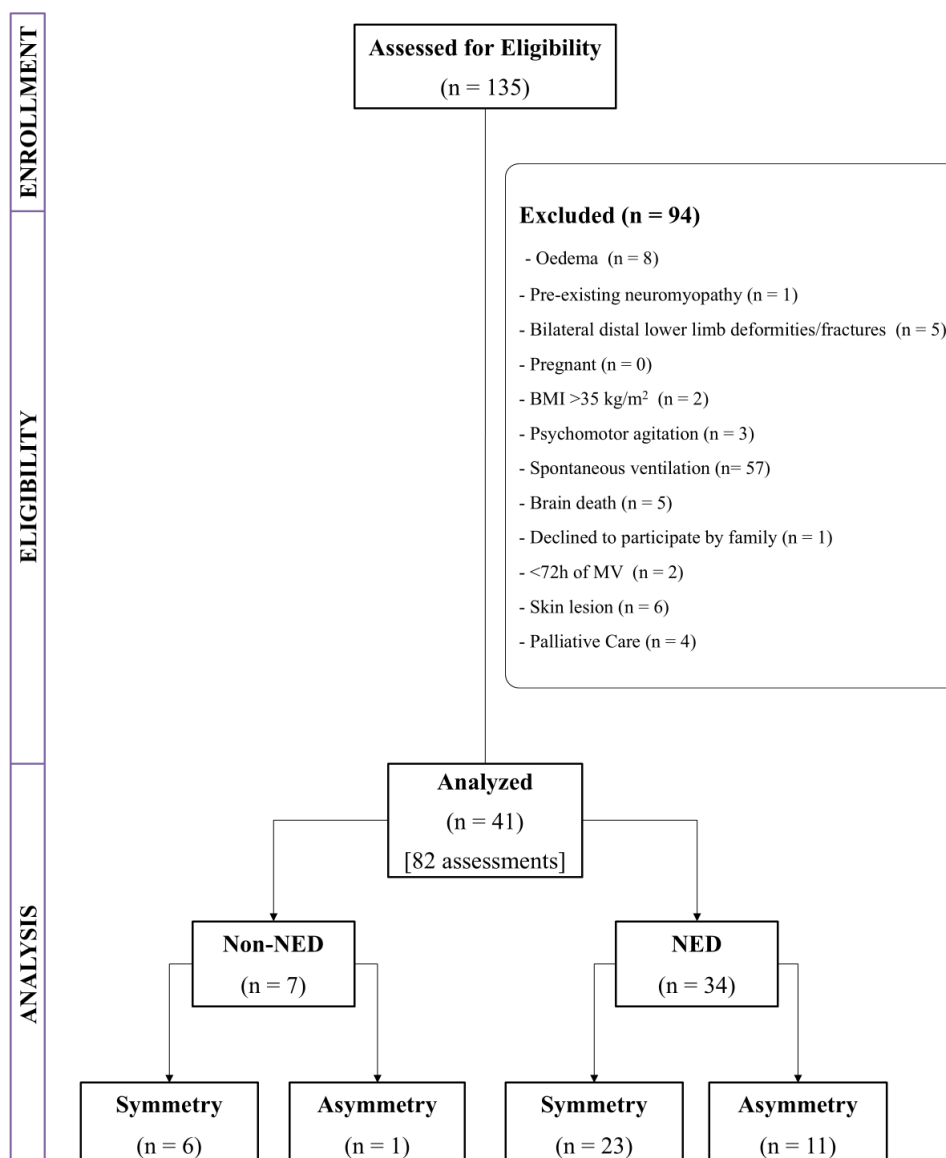 ENROLLMENT
Assessed for Eligibility
(n = 135)
ELIGIBILITY
Excluded (n = 94)
- Oedema (n = 8)
- Pre-existing neuromyopathy (n = 1)
- Bilateral distal lower limb deformities/fractures (n = 5)
- Pregnant (n = 0)
- BMI >35 kg/m² (n = 2)
- Psychomotor agitation (n = 3)
- Spontaneous ventilation (n= 57)
- Brain death (n = 5)
- Declined to participate by family (n = 1)
- <72h of MV (n = 2)
- Skin lesion (n = 6)
- Palliative Care (n = 4)
ANALYSIS
Analyzed
(n = 41)
[82 assessments]
Non-NED
(n = 7)
NED
(n = 34)
Symmetry
(n = 6)
Asymmetry
(n = 1)
Symmetry
(n = 23)
Asymmetry
(n = 11)